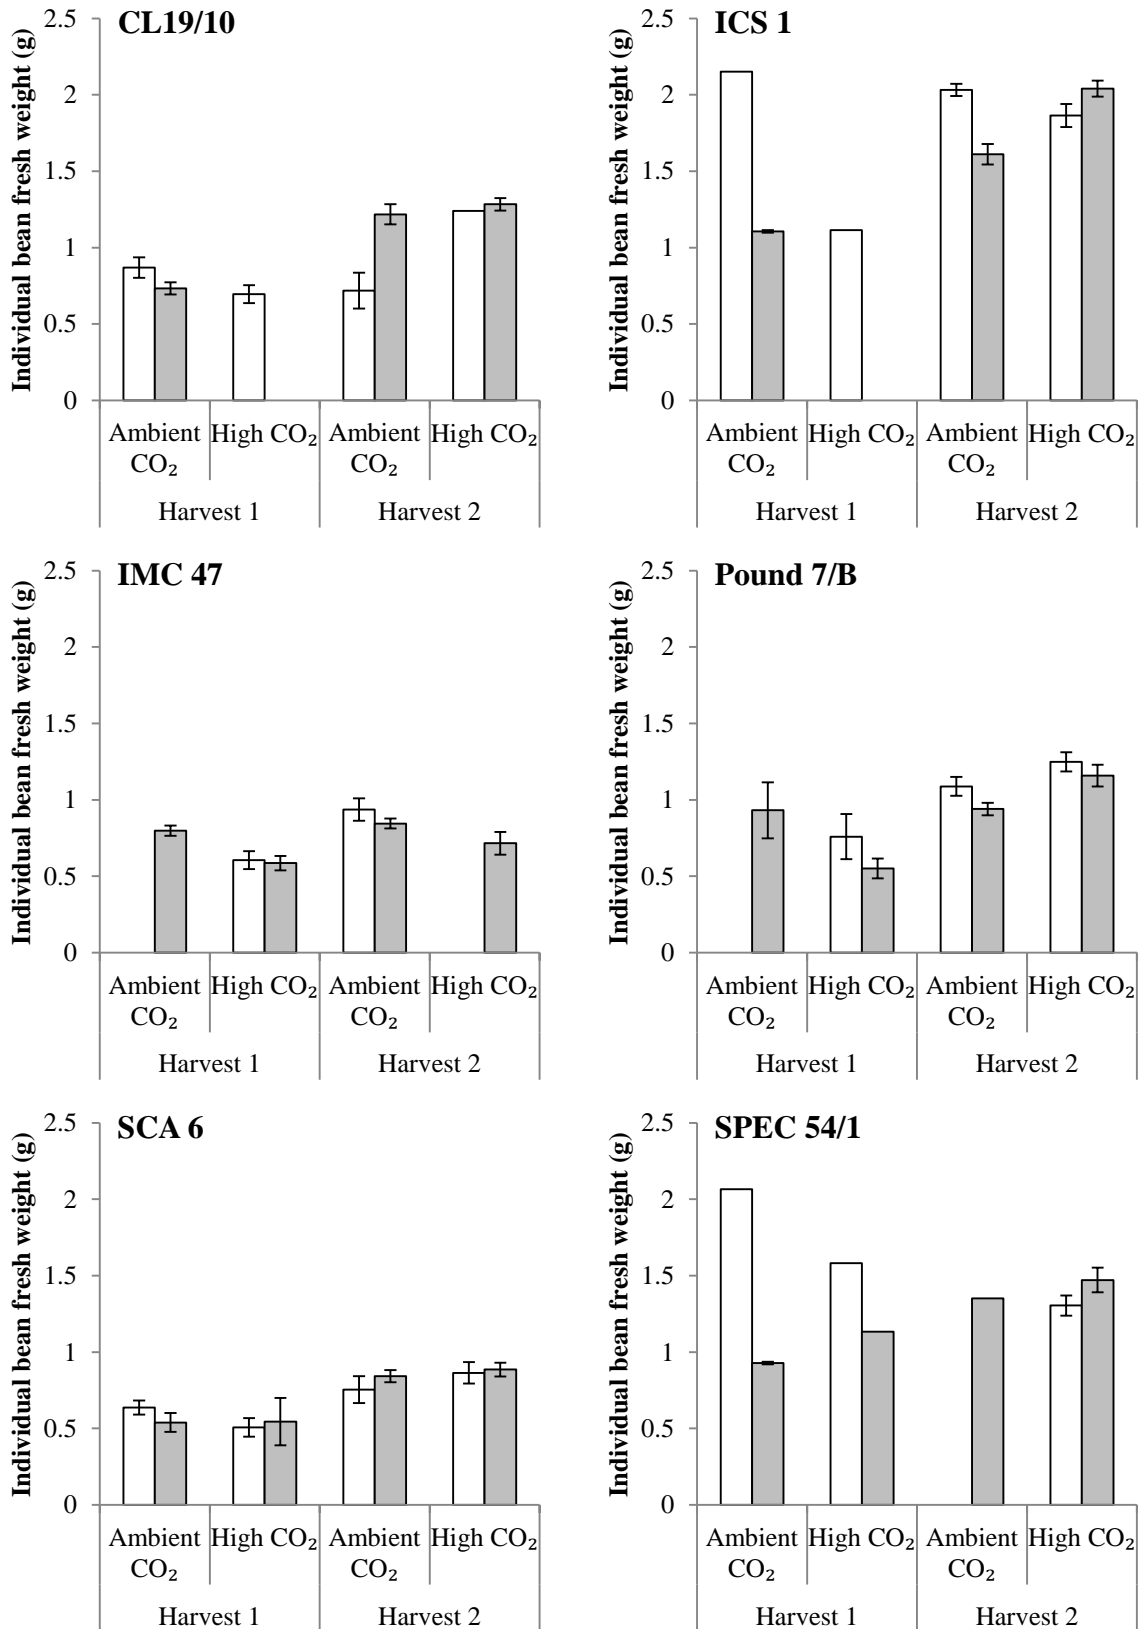 CL19/10
Individual bean fresh weight (g)
2.5
2
1.5
1
0.5
0
Ambient CO₂
High CO₂
Ambient CO₂
High CO₂
Harvest 1
Harvest 2
ICS 1
Individual bean fresh weight (g)
2.5
2
1.5
1
0.5
0
Ambient CO₂
High CO₂
Ambient CO₂
High CO₂
Harvest 1
Harvest 2
IMC 47
Individual bean fresh weight (g)
2.5
2
1.5
1
0.5
0
Ambient CO₂
High CO₂
Ambient CO₂
High CO₂
Harvest 1
Harvest 2
Pound 7/B
Individual bean fresh weight (g)
2.5
2
1.5
1
0.5
0
Ambient CO₂
High CO₂
Ambient CO₂
High CO₂
Harvest 1
Harvest 2
SCA 6
Individual bean fresh weight (g)
2.5
2
1.5
1
0.5
0
Ambient CO₂
High CO₂
Ambient CO₂
High CO₂
Harvest 1
Harvest 2
SPEC 54/1
Individual bean fresh weight (g)
2.5
2
1.5
1
0.5
0
Ambient CO₂
High CO₂
Ambient CO₂
High CO₂
Harvest 1
Harvest 2